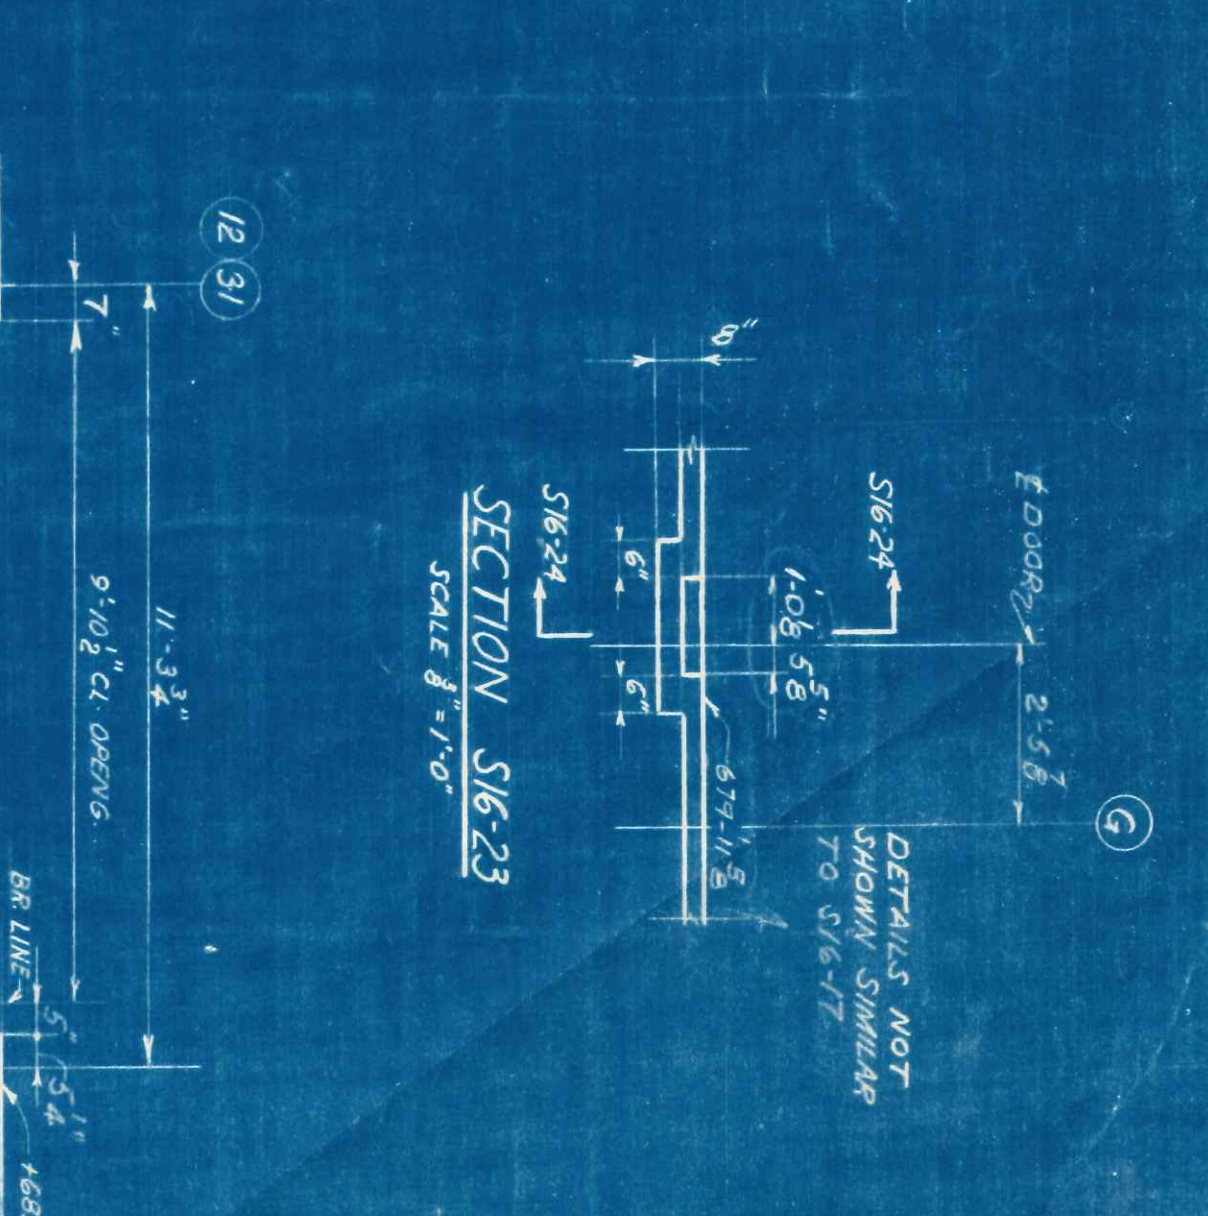 ₵ DOOR
2'-5 7/8
G
DETAILS NOT
SHOWN SIMILAR
TO S16-17
S16-24
1'-0 1/8
5 5/8"
679'-11 5/8
8"
6"
6"
S16-24
SECTION S16-23
SCALE 3/8" = 1'-0"
12
31
11'-3 3/4"
7"
9'-10 1/2" CL. OPENG.
BR. LINE
5"
5 1/4"
+68